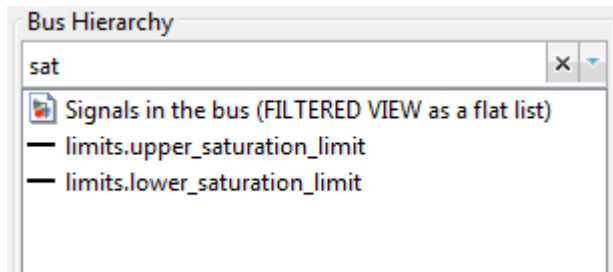 Bus Hierarchy
sat
Signals in the bus (FILTERED VIEW as a flat list)
limits.upper_saturation_limit
limits.lower_saturation_limit